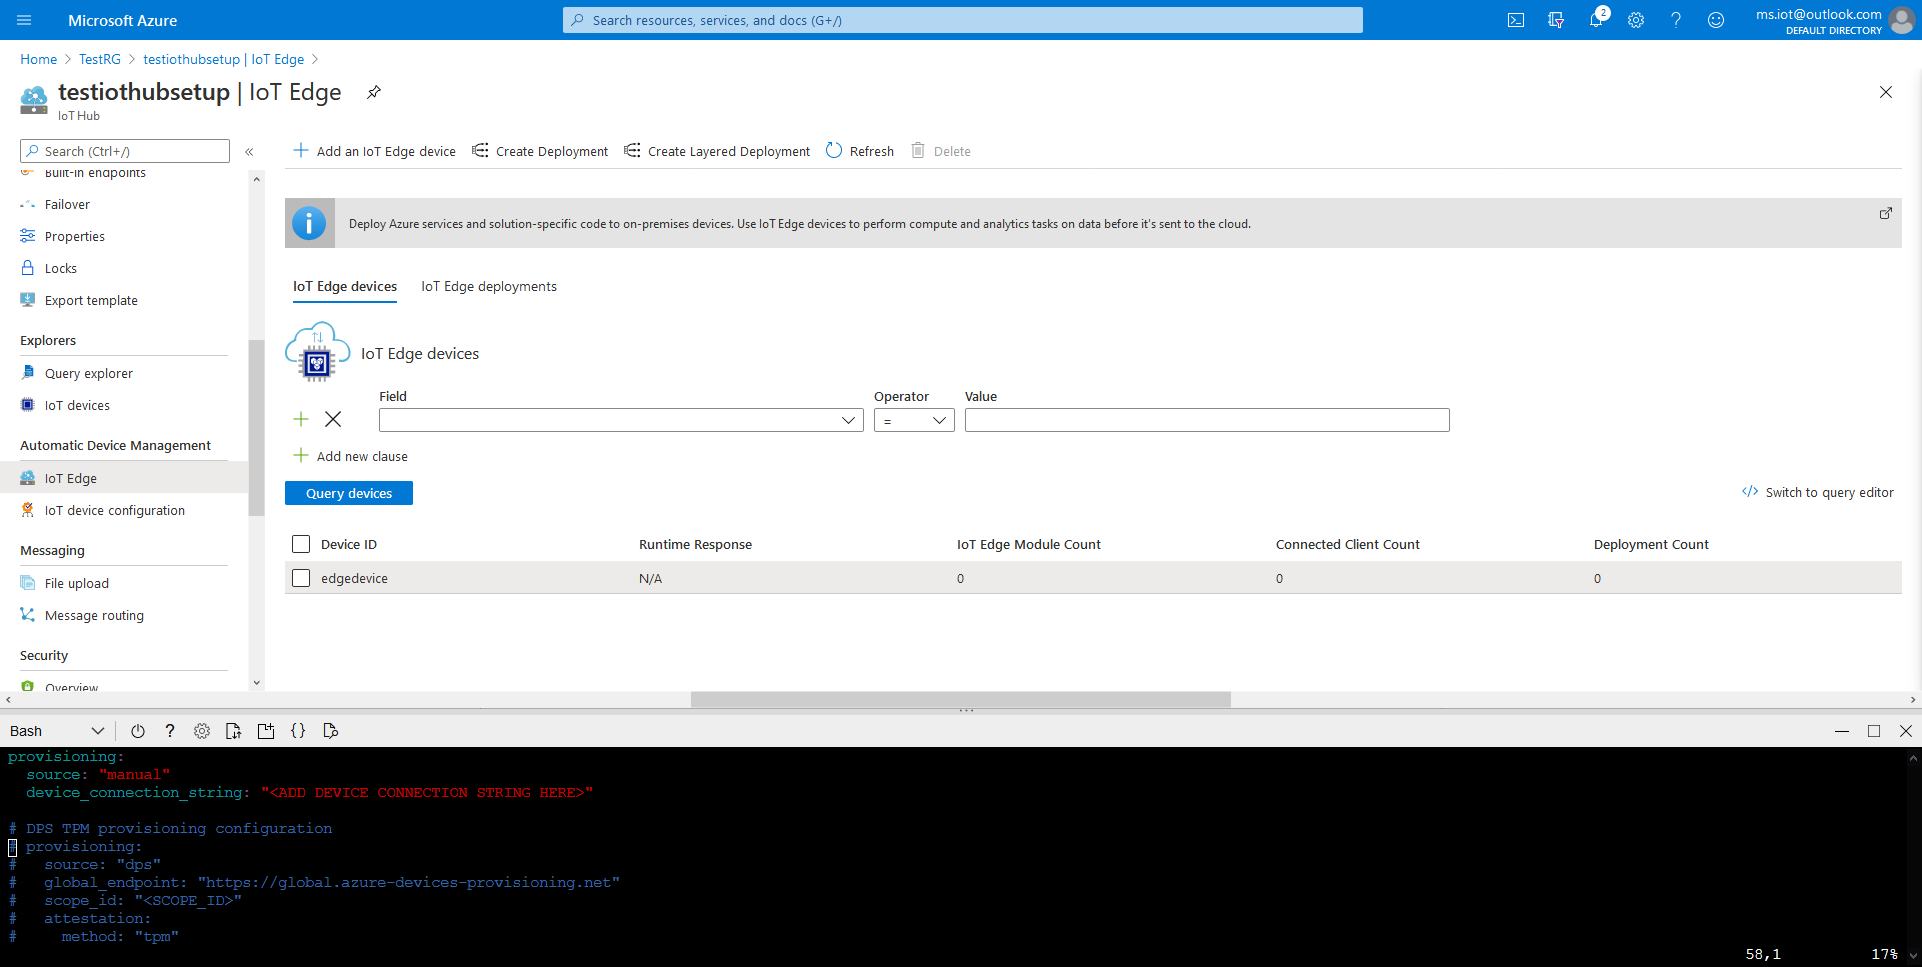 Microsoft Azure
Search resources, services, and docs (G+/)
2
ms.iot@outlook.com
DEFAULT DIRECTORY
Home > TestRG > testiothubsetup | IoT Edge >
testiothubsetup | IoT Edge
IoT Hub
Search (Ctrl+/)
«
Built-in endpoints
Failover
Properties
Locks
Export template
Explorers
Query explorer
IoT devices
Automatic Device Management
IoT Edge
IoT device configuration
Messaging
File upload
Message routing
Security
Overview
Add an IoT Edge device
Create Deployment
Create Layered Deployment
Refresh
Delete
Deploy Azure services and solution-specific code to on-premises devices. Use IoT Edge devices to perform compute and analytics tasks on data before it's sent to the cloud.
IoT Edge devices
IoT Edge deployments
IoT Edge devices
Field Operator Value
=
Add new clause
Query devices
</> Switch to query editor
Device ID Runtime Response IoT Edge Module Count Connected Client Count Deployment Count
edgedevice N/A 0 0 0
Bash
? {}
provisioning:
source: "manual"
device_connection_string: "<ADD DEVICE CONNECTION STRING HERE>"
# DPS TPM provisioning configuration
# provisioning:
# source: "dps"
# global_endpoint: "https://global.azure-devices-provisioning.net"
# scope_id: "<SCOPE_ID>"
# attestation:
# method: "tpm"
58,1 17%